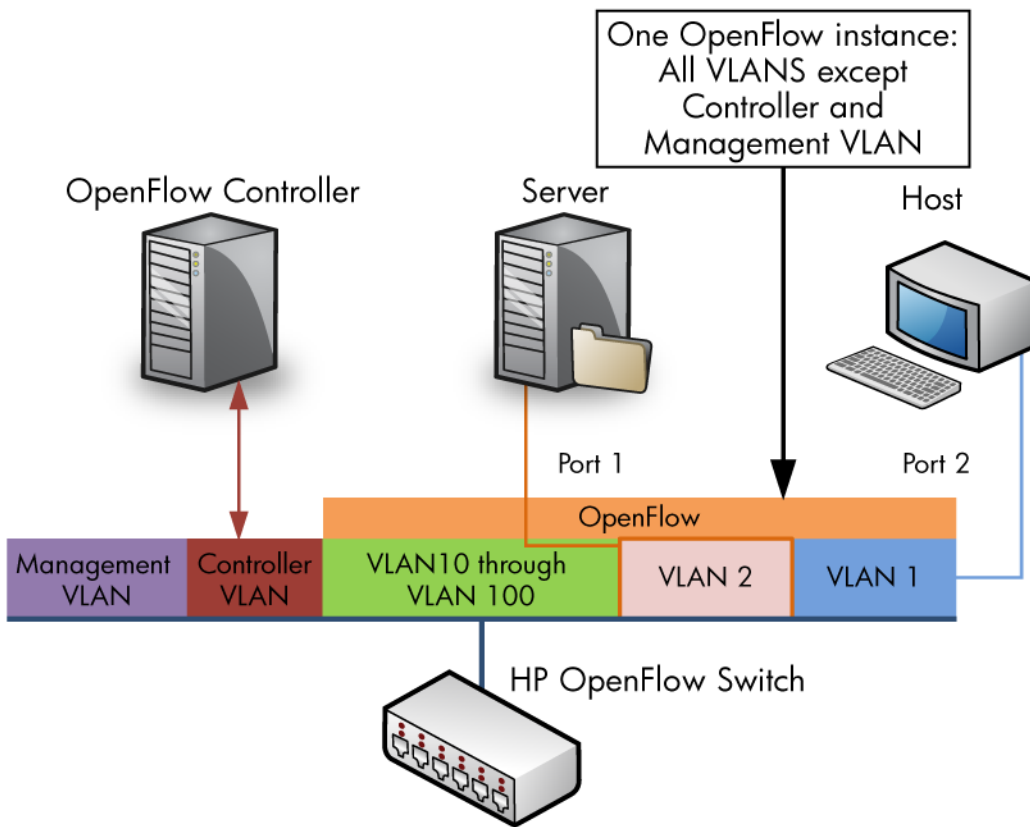 One OpenFlow instance:
All VLANS except
Controller and
Management VLAN
OpenFlow Controller
Server
Host
Port 1
Port 2
OpenFlow
Management
VLAN
Controller
VLAN
VLAN10 through
VLAN 100
VLAN 2
VLAN 1
HP OpenFlow Switch